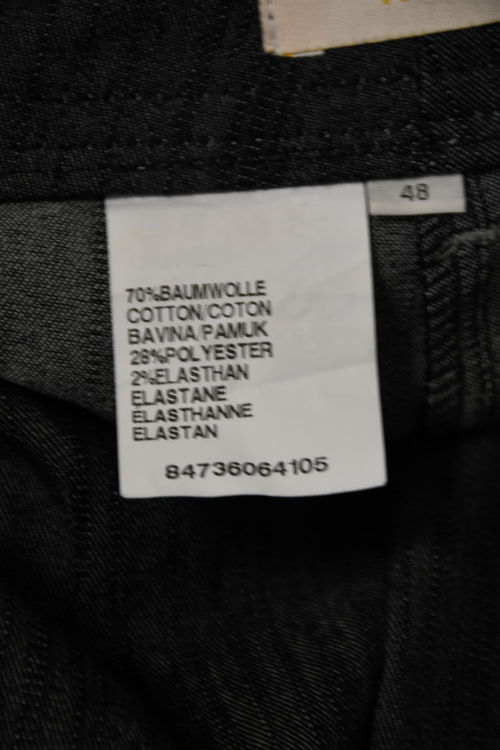 48
70%BAUMWOLLE
COTTON/COTON
BAVINA/PAMUK
28%POLYESTER
2%ELASTHAN
ELASTANE
ELASTHANNE
ELASTAN
84736064105